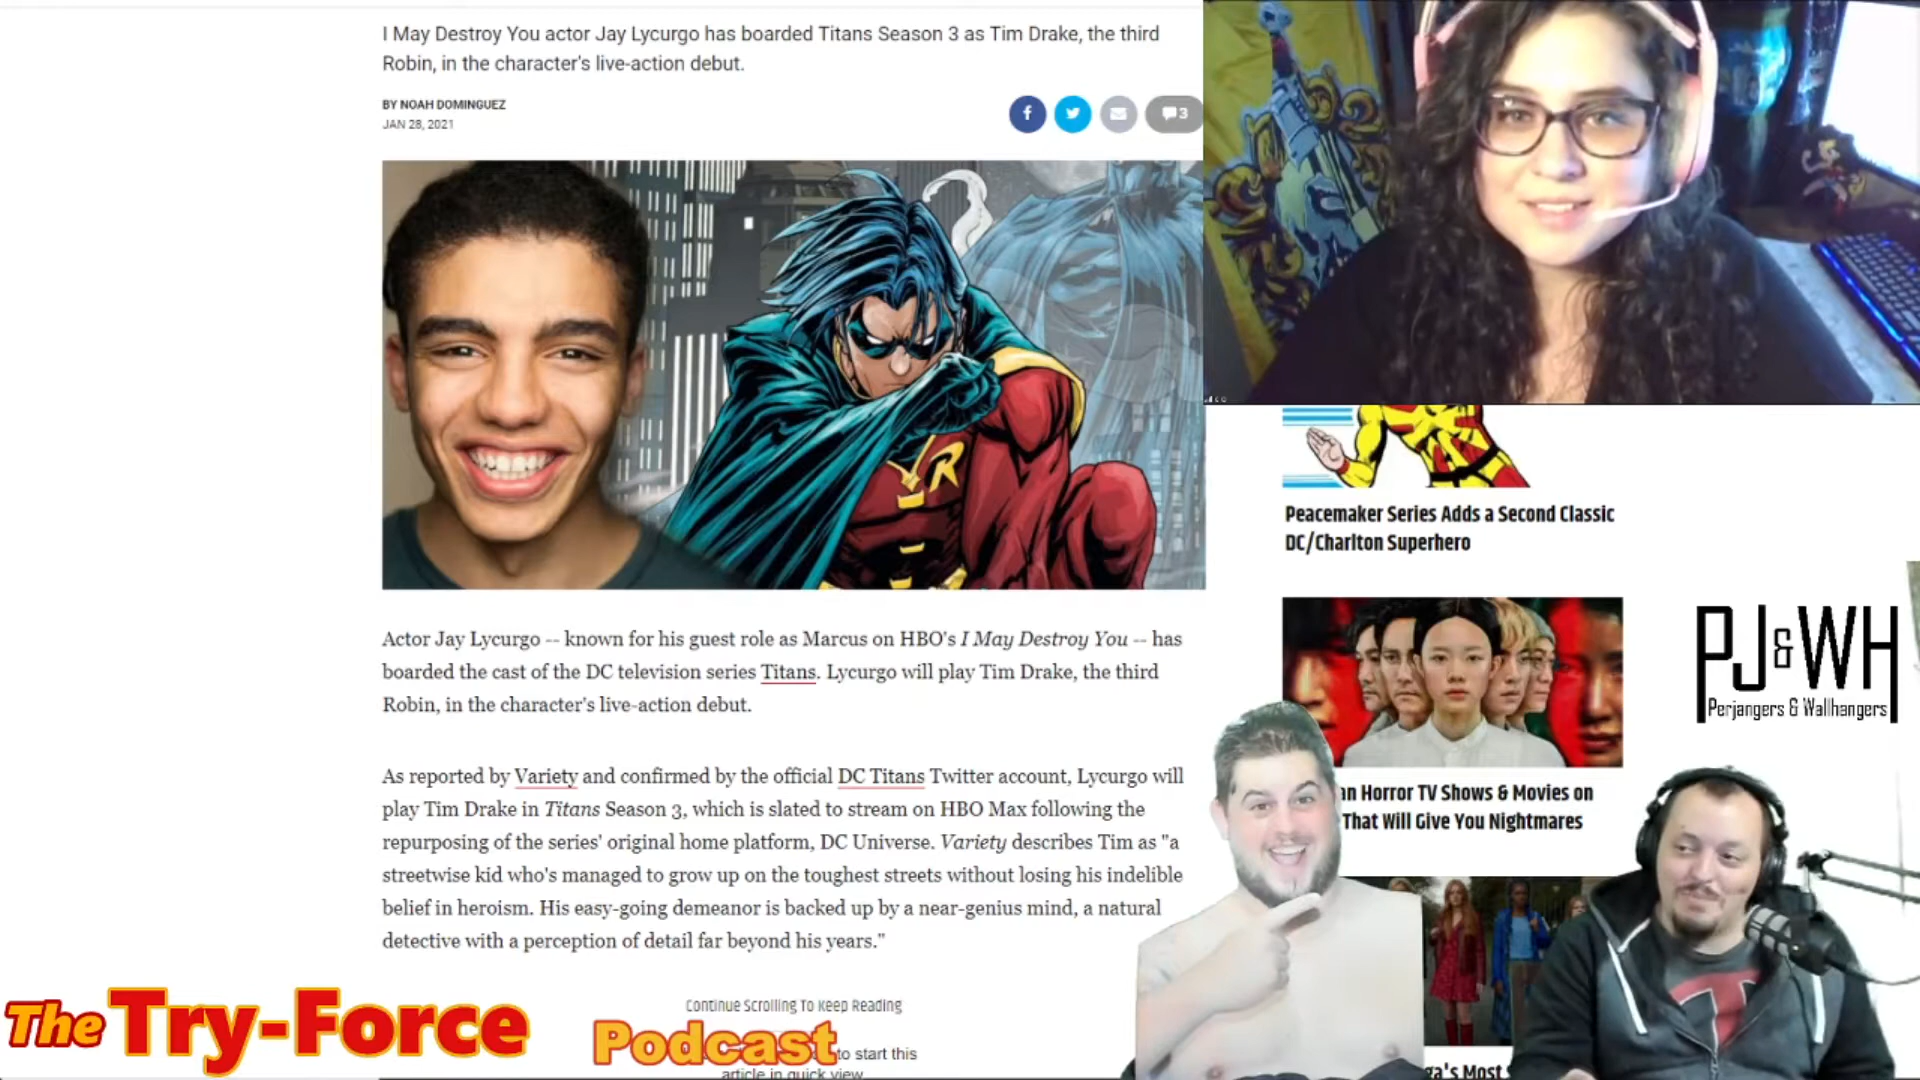 I May Destroy You actor Jay Lycurgo has boarded Titans Season 3 as Tim Drake, the third
Robin, in the character's live-action debut.
BY NOAH DOMINGUEZ
JAN 28, 2021
f
3
R
Actor Jay Lycurgo -- known for his guest role as Marcus on HBO's I May Destroy You -- has
boarded the cast of the DC television series Titans. Lycurgo will play Tim Drake, the third
Robin, in the character's live-action debut.
As reported by Variety and confirmed by the official DC Titans Twitter account, Lycurgo will
play Tim Drake in Titans Season 3, which is slated to stream on HBO Max following the
repurposing of the series' original home platform, DC Universe. Variety describes Tim as "a
streetwise kid who's managed to grow up on the toughest streets without losing his indelible
belief in heroism. His easy-going demeanor is backed up by a near-genius mind, a natural
detective with a perception of detail far beyond his years."
Continue Scrolling To Keep Reading
to start this
article in quick view
Peacemaker Series Adds a Second Classic
DC/Charlton Superhero
Horror TV Shows & Movies on
That Will Give You Nightmares
Most
PJ&WH
Perjangers & Wallhangers
The Try-Force
Podcast